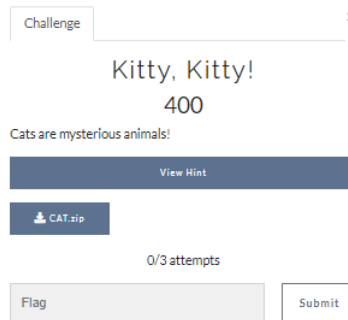 Challenge
Kitty, Kitty!
400
Cats are mysterious animals!
View Hint
CAT.zip
0/3 attempts
Flag
Submit